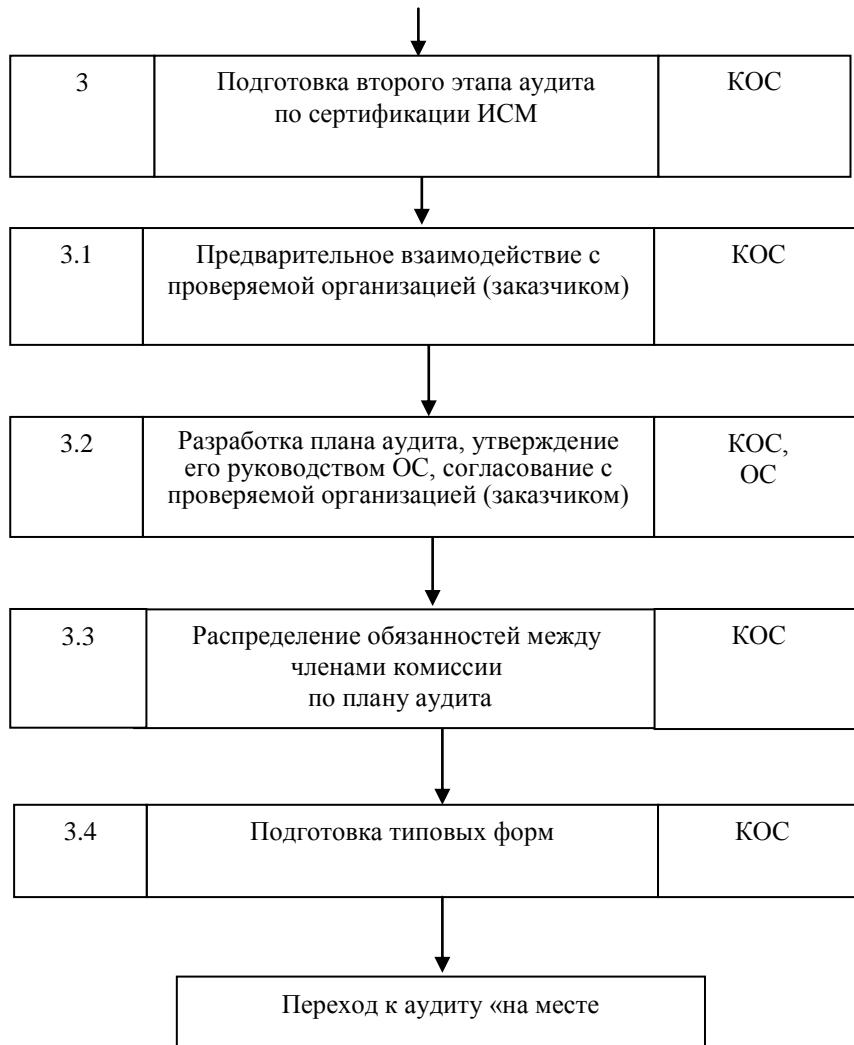 3
Подготовка второго этапа аудита
по сертификации ИСМ
КОС
3.1
Предварительное взаимодействие с
проверяемой организацией (заказчиком)
КОС
3.2
Разработка плана аудита, утверждение
его руководством ОС, согласование с
проверяемой организацией (заказчиком)
КОС,
ОС
3.3
Распределение обязанностей между
членами комиссии
по плану аудита
КОС
3.4
Подготовка типовых форм
КОС
Переход к аудиту «на месте